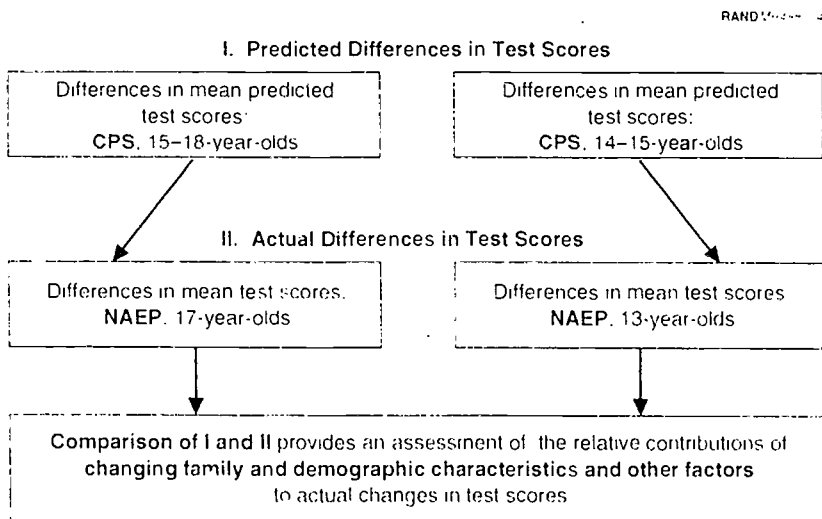 RAND
I. Predicted Differences in Test Scores
Differences in mean predicted
test scores:
CPS, 15–18-year-olds
Differences in mean predicted
test scores:
CPS, 14–15-year-olds
II. Actual Differences in Test Scores
Differences in mean test scores.
NAEP. 17-year-olds
Differences in mean test scores
NAEP. 13-year-olds
Comparison of I and II provides an assessment of the relative contributions of
changing family and demographic characteristics and other factors
to actual changes in test scores